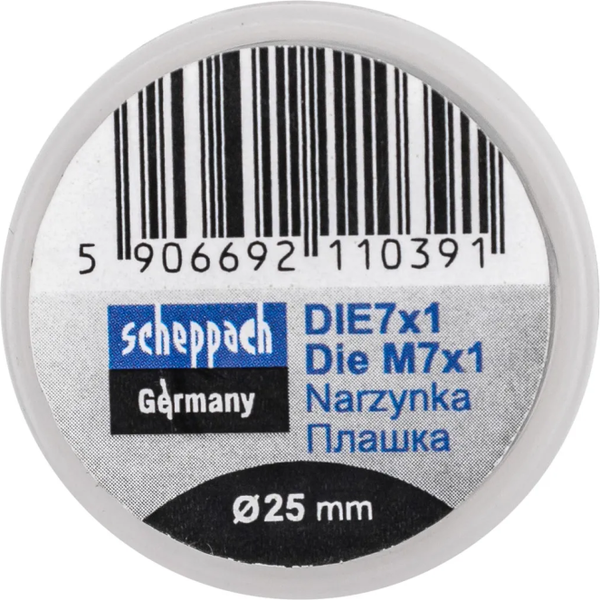 5 906692 110391
scheppach
Germany
DIE7x1
Die M7x1
Narzynka
Плашка
Ø25 mm